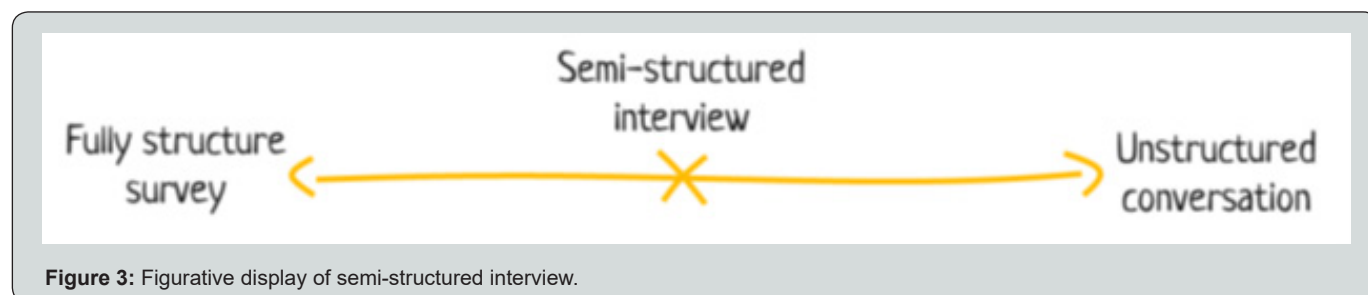 Semi-structured
interview
Fully structure
survey
Unstructured
conversation
Figure 3: Figurative display of semi-structured interview.